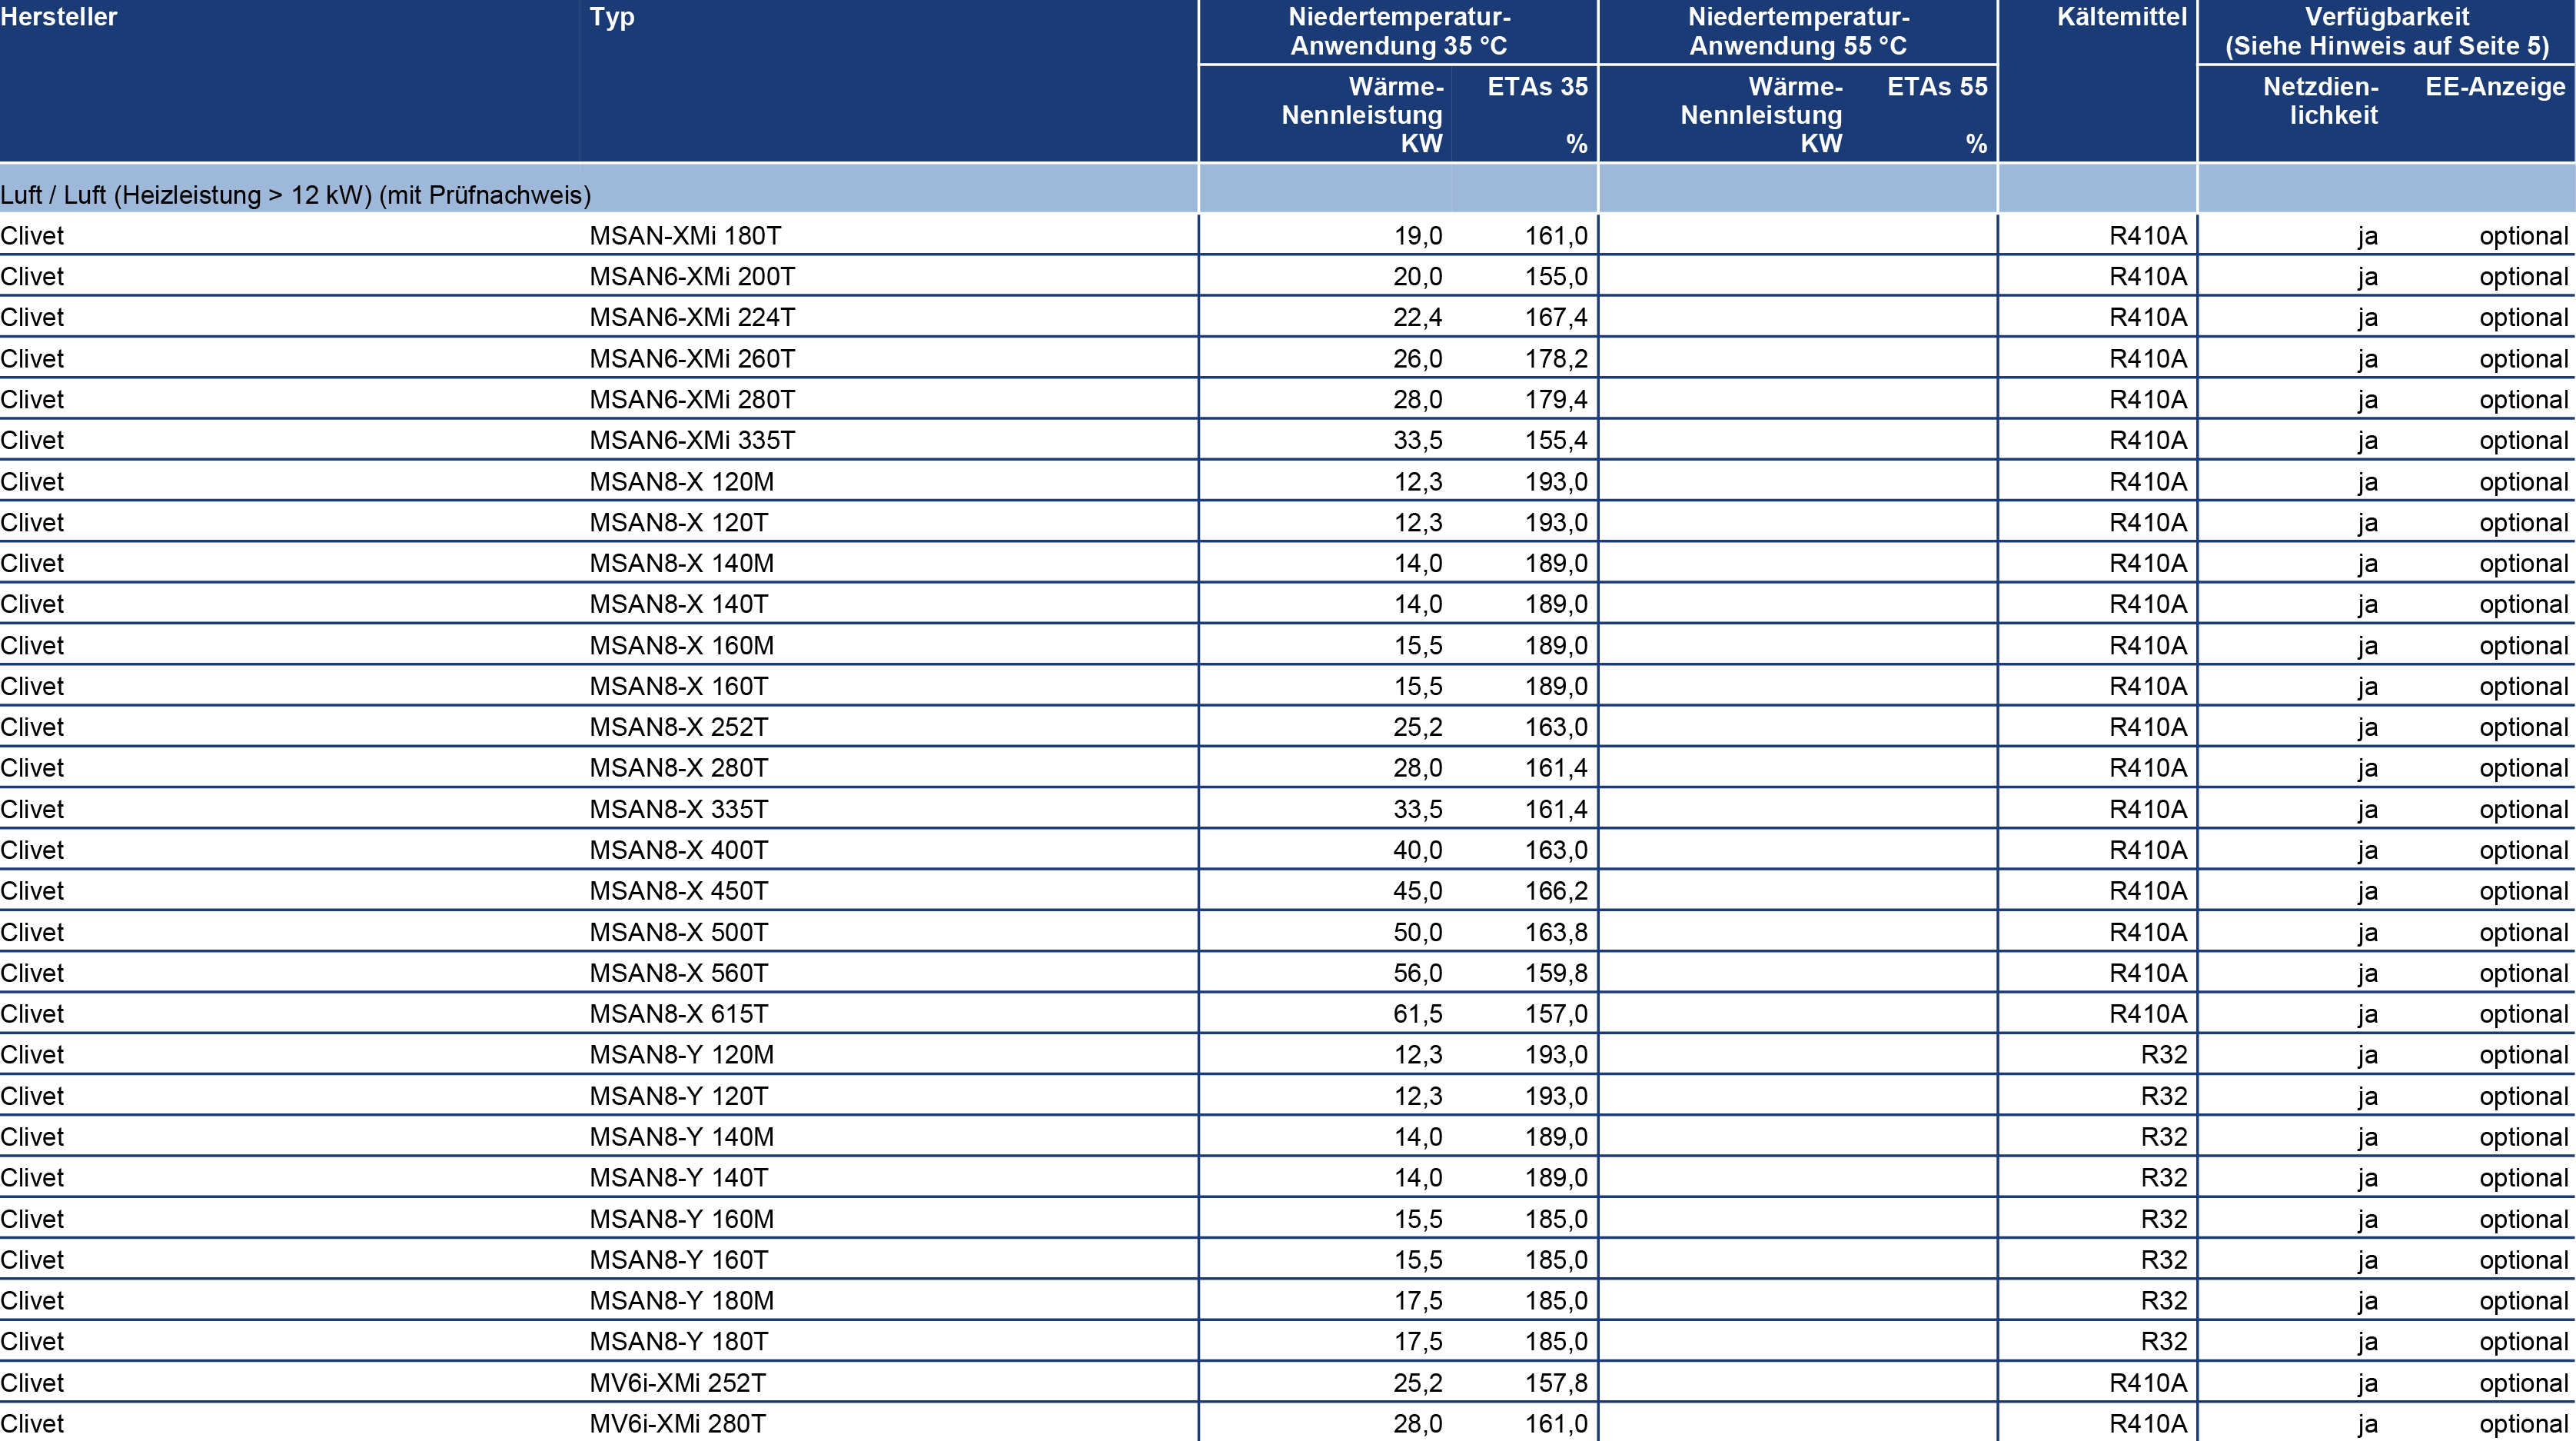 Hersteller Typ Niedertemperatur- Niedertemperatur- Kältemittel Verfügbarkeit
Anwendung 35 °C Anwendung 55 °C (Siehe Hinweis auf Seite 5)
Wärme- ETAs 35 Wärme- ETAs 55 Netzdien- EE-Anzeige
Nennleistung Nennleistung lichkeit
KW % KW %
Luft / Luft (Heizleistung > 12 kW) (mit Prüfnachweis)
Clivet MSAN-XMi 180T 19,0 161,0 R410A ja optional
Clivet MSAN6-XMi 200T 20,0 155,0 R410A ja optional
Clivet MSAN6-XMi 224T 22,4 167,4 R410A ja optional
Clivet MSAN6-XMi 260T 26,0 178,2 R410A ja optional
Clivet MSAN6-XMi 280T 28,0 179,4 R410A ja optional
Clivet MSAN6-XMi 335T 33,5 155,4 R410A ja optional
Clivet MSAN8-X 120M 12,3 193,0 R410A ja optional
Clivet MSAN8-X 120T 12,3 193,0 R410A ja optional
Clivet MSAN8-X 140M 14,0 189,0 R410A ja optional
Clivet MSAN8-X 140T 14,0 189,0 R410A ja optional
Clivet MSAN8-X 160M 15,5 189,0 R410A ja optional
Clivet MSAN8-X 160T 15,5 189,0 R410A ja optional
Clivet MSAN8-X 252T 25,2 163,0 R410A ja optional
Clivet MSAN8-X 280T 28,0 161,4 R410A ja optional
Clivet MSAN8-X 335T 33,5 161,4 R410A ja optional
Clivet MSAN8-X 400T 40,0 163,0 R410A ja optional
Clivet MSAN8-X 450T 45,0 166,2 R410A ja optional
Clivet MSAN8-X 500T 50,0 163,8 R410A ja optional
Clivet MSAN8-X 560T 56,0 159,8 R410A ja optional
Clivet MSAN8-X 615T 61,5 157,0 R410A ja optional
Clivet MSAN8-Y 120M 12,3 193,0 R32 ja optional
Clivet MSAN8-Y 120T 12,3 193,0 R32 ja optional
Clivet MSAN8-Y 140M 14,0 189,0 R32 ja optional
Clivet MSAN8-Y 140T 14,0 189,0 R32 ja optional
Clivet MSAN8-Y 160M 15,5 185,0 R32 ja optional
Clivet MSAN8-Y 160T 15,5 185,0 R32 ja optional
Clivet MSAN8-Y 180M 17,5 185,0 R32 ja optional
Clivet MSAN8-Y 180T 17,5 185,0 R32 ja optional
Clivet MV6i-XMi 252T 25,2 157,8 R410A ja optional
Clivet MV6i-XMi 280T 28,0 161,0 R410A ja optional